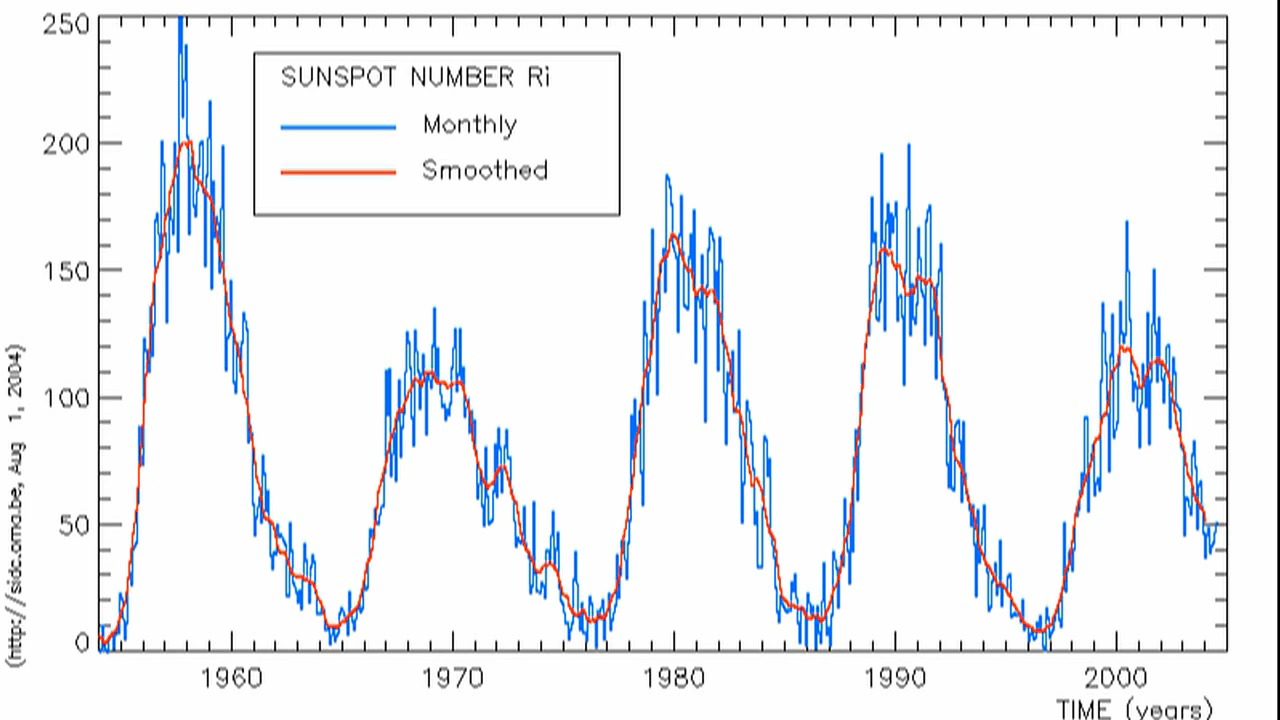 250
200
150
100
50
0
SUNSPOT NUMBER Ri
Monthly
Smoothed
1960 1970 1980 1990 2000
TIME (years)
(http://sidc.oma.be, Aug 1, 2004)